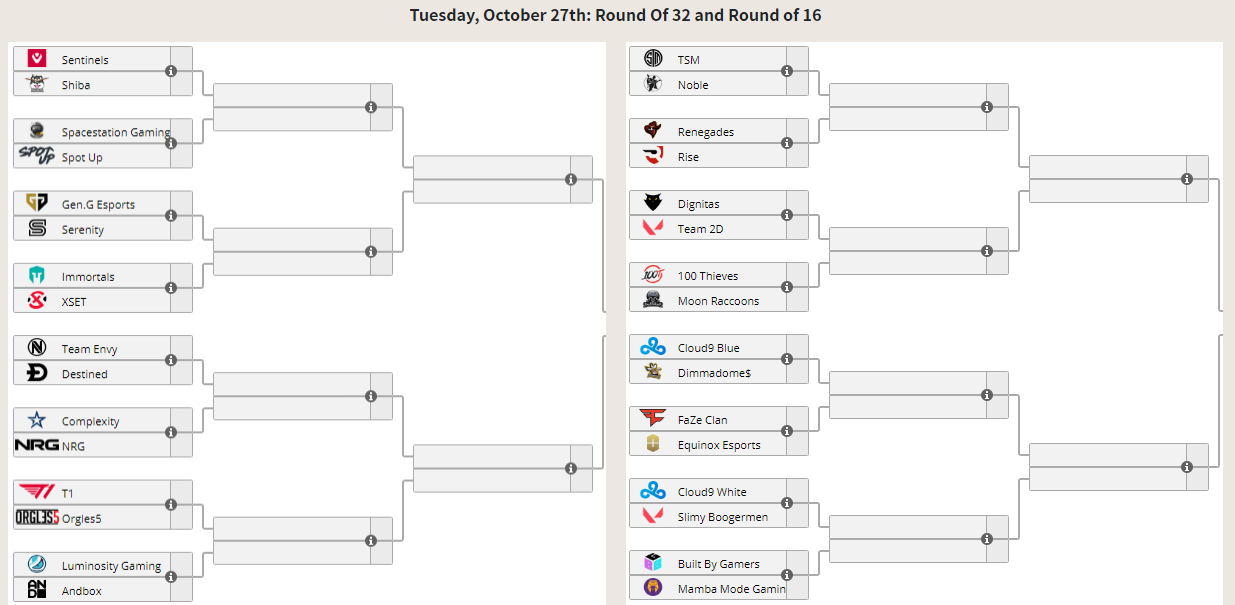 Tuesday, October 27th: Round Of 32 and Round of 16
Sentinels
Shiba
Spacestation Gaming
SPOT UP Spot Up
Gen.G Esports
Serenity
Immortals
XSET
Team Envy
Destined
Complexity
NRG NRG
T1 T1
ORGL3S5 Orgles5
Luminosity Gaming
Andbox
TSM TSM
Noble
Renegades
Rise
Dignitas
Team 2D
100T 100 Thieves
Moon Raccoons
Cloud9 Blue
Dimmadome$
FaZe Clan
Equinox Esports
Cloud9 White
Slimy Boogermen
Built By Gamers
Mamba Mode Gamin